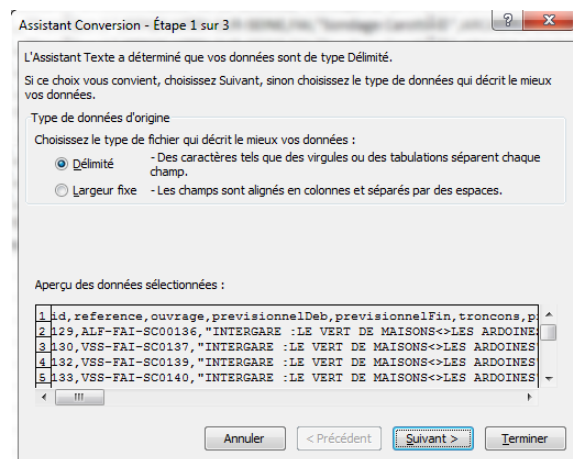 Assistant Conversion - Étape 1 sur 3
L'Assistant Texte a déterminé que vos données sont de type Délimité.
Si ce choix vous convient, choisissez Suivant, sinon choisissez le type de données qui décrit le mieux
vos données.
Type de données d'origine
Choisissez le type de fichier qui décrit le mieux vos données :
Délimité - Des caractères tels que des virgules ou des tabulations séparent chaque
champ.
Largeur fixe - Les champs sont alignés en colonnes et séparés par des espaces.
Aperçu des données sélectionnées :
1 id,reference,ouvrage,previsionnelDeb,previsionnelFin,troncons,p
2 129,ALF-FAI-SC00136,"INTERGARE :LE VERT DE MAISONS<>LES ARDOINES
3 130,VSS-FAI-SC0137,"INTERGARE :LE VERT DE MAISONS<>LES ARDOINES"
4 132,VSS-FAI-SC0139,"INTERGARE :LE VERT DE MAISONS<>LES ARDOINES"
5 133,VSS-FAI-SC0140,"INTERGARE :LE VERT DE MAISONS<>LES ARDOINES"
Annuler < Précédent Suivant > Terminer